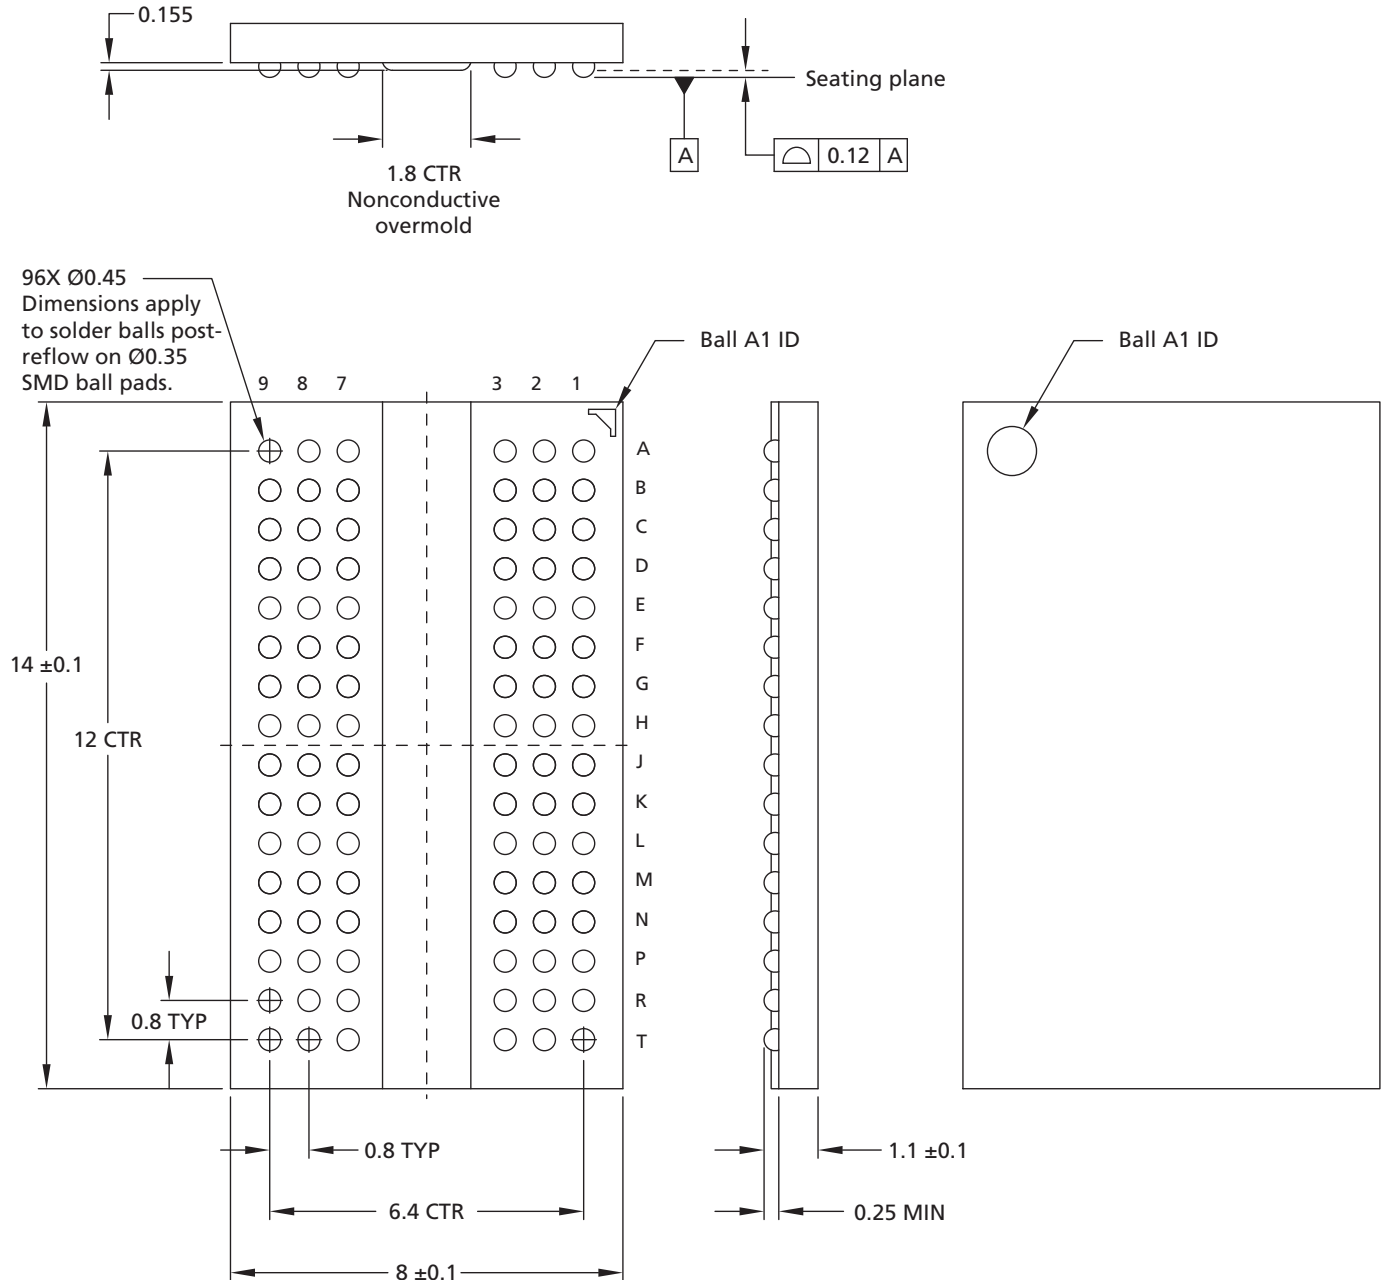 0.155
Seating plane
A
0.12 A
1.8 CTR
Nonconductive
overmold
96X Ø0.45
Dimensions apply
to solder balls post-
reflow on Ø0.35
SMD ball pads.
Ball A1 ID
Ball A1 ID
9 8 7 3 2 1
A
B
C
D
E
F
G
H
J
K
L
M
N
P
R
T
14 ±0.1
12 CTR
0.8 TYP
0.8 TYP
1.1 ±0.1
6.4 CTR
0.25 MIN
8 ±0.1